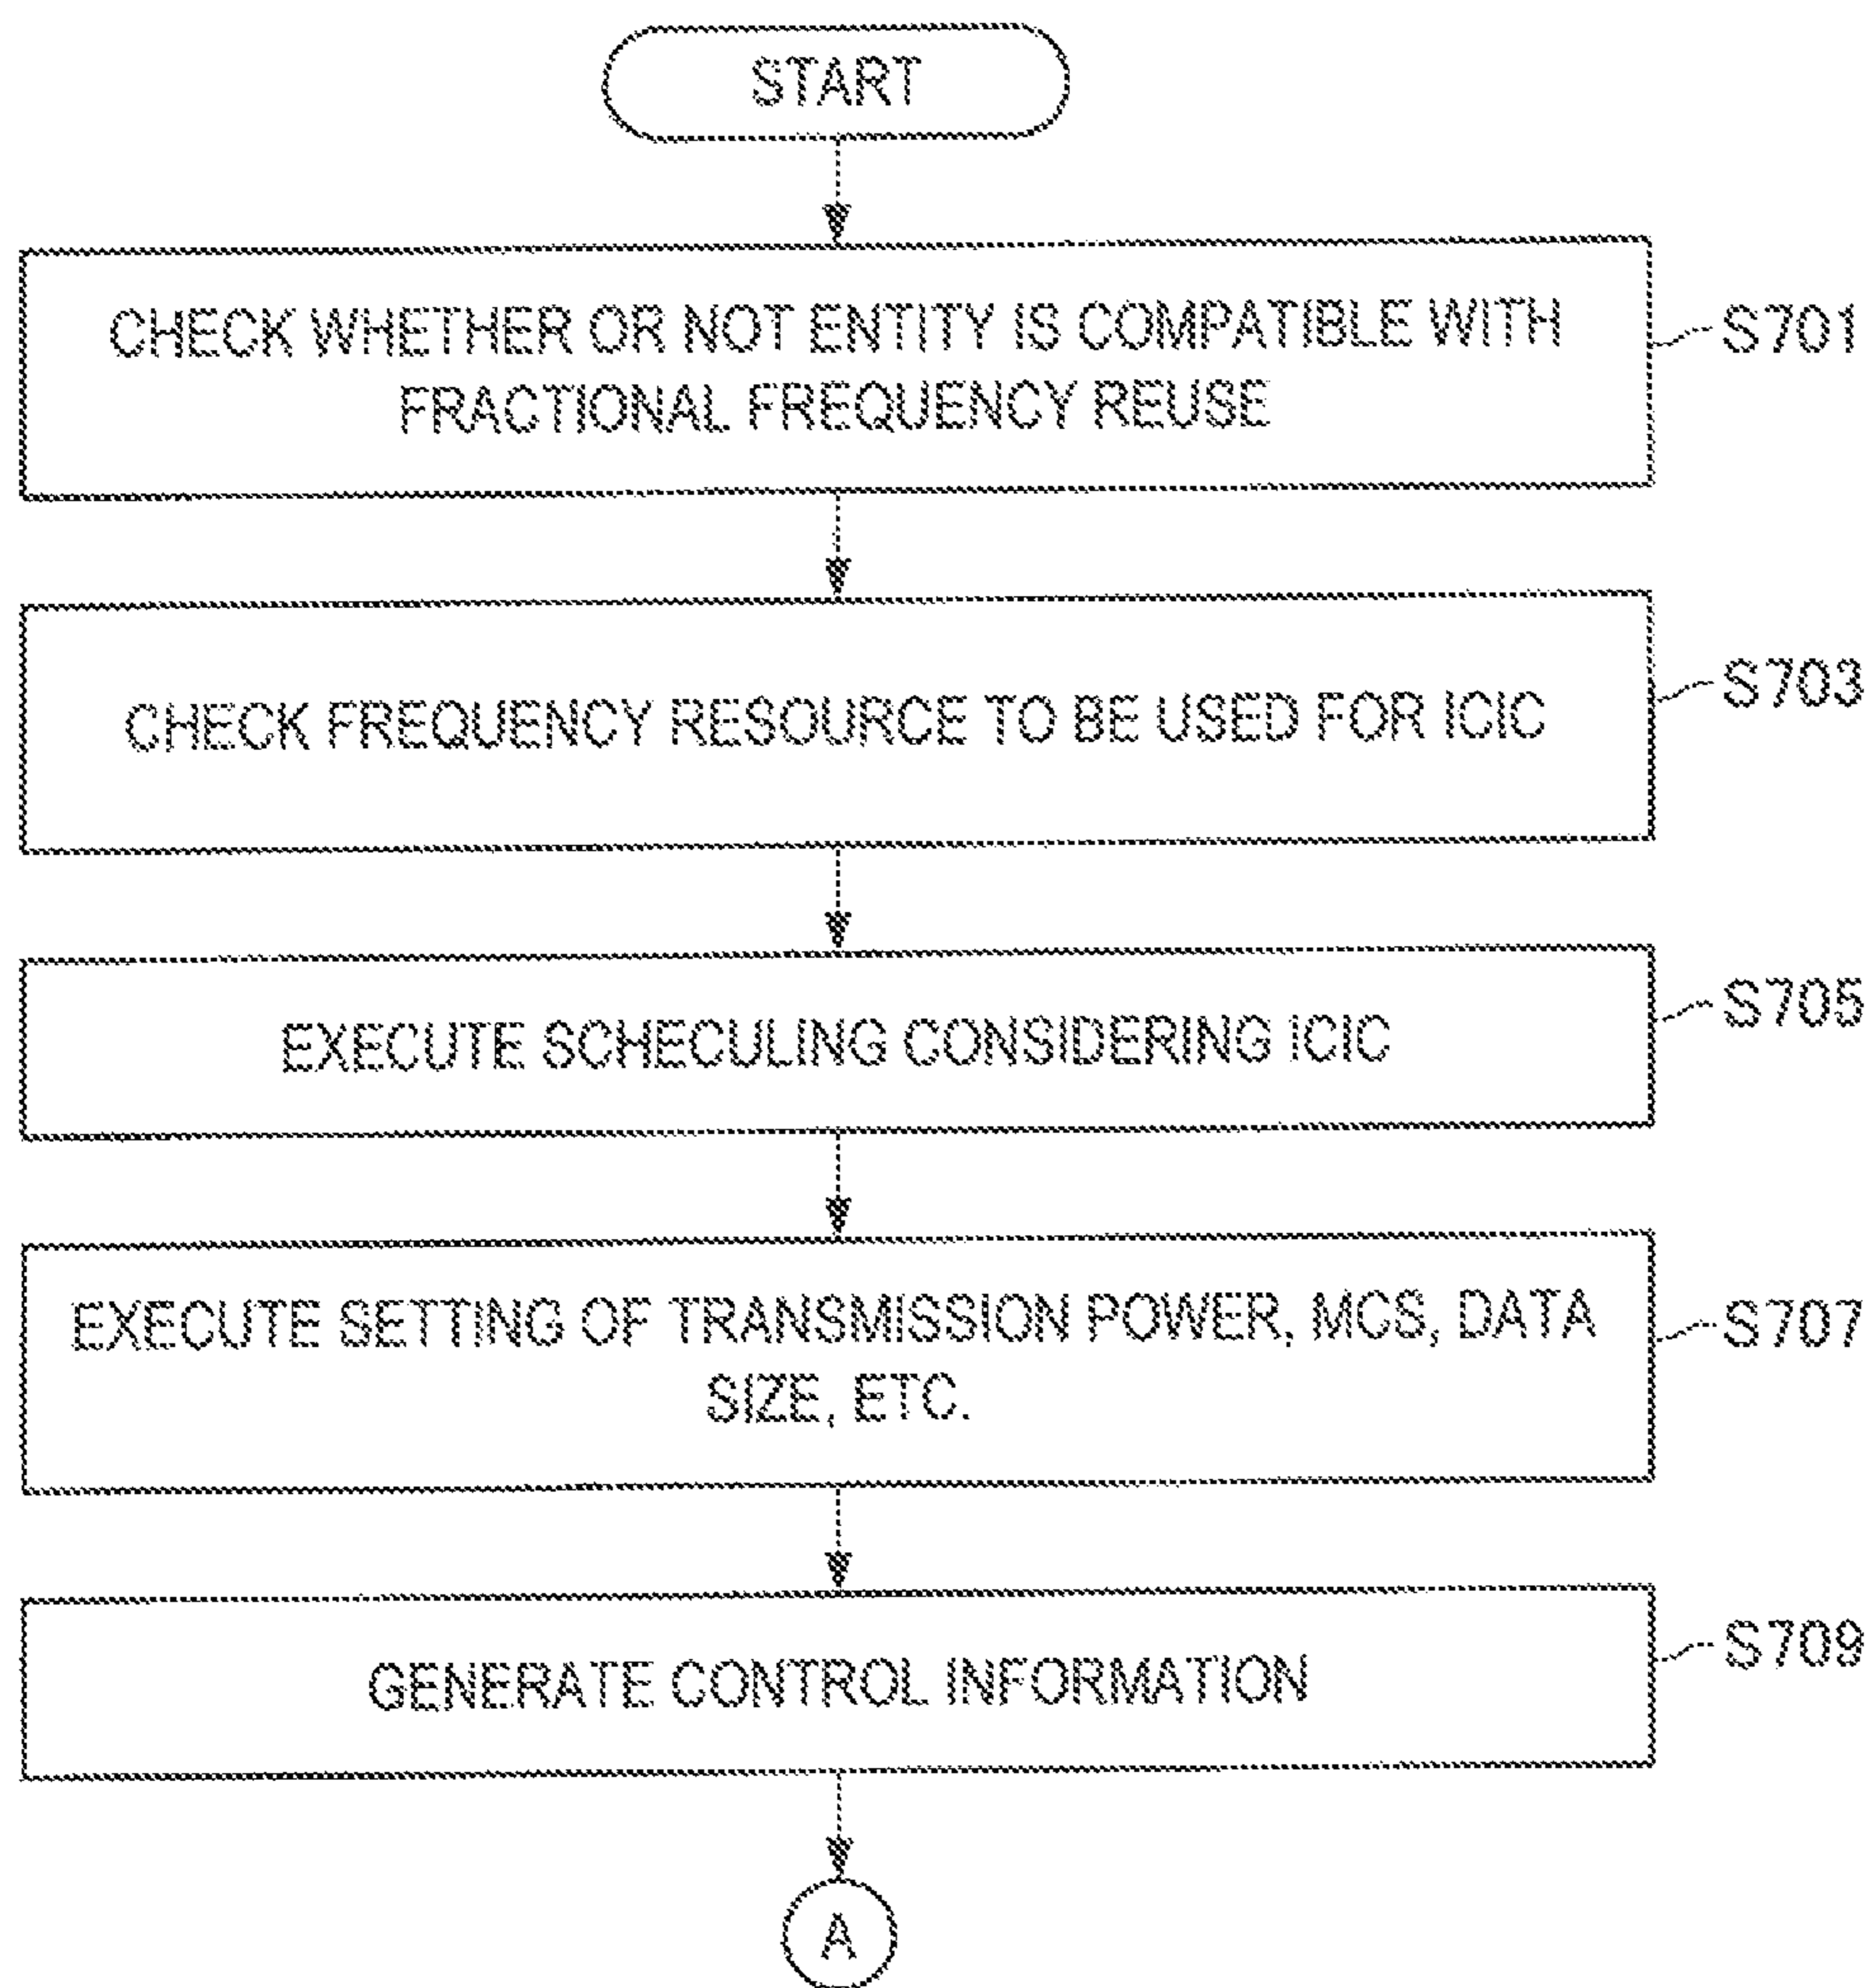 START
CHECK WHETHER OR NOT ENTITY IS COMPATIBLE WITH
FRACTIONAL FREQUENCY REUSE
S701
CHECK FREQUENCY RESOURCE TO BE USED FOR ICIC
S703
EXECUTE SCHECULING CONSIDERING ICIC
S705
EXECUTE SETTING OF TRANSMISSION POWER, MCS, DATA
SIZE, ETC.
S707
GENERATE CONTROL INFORMATION
S709
A